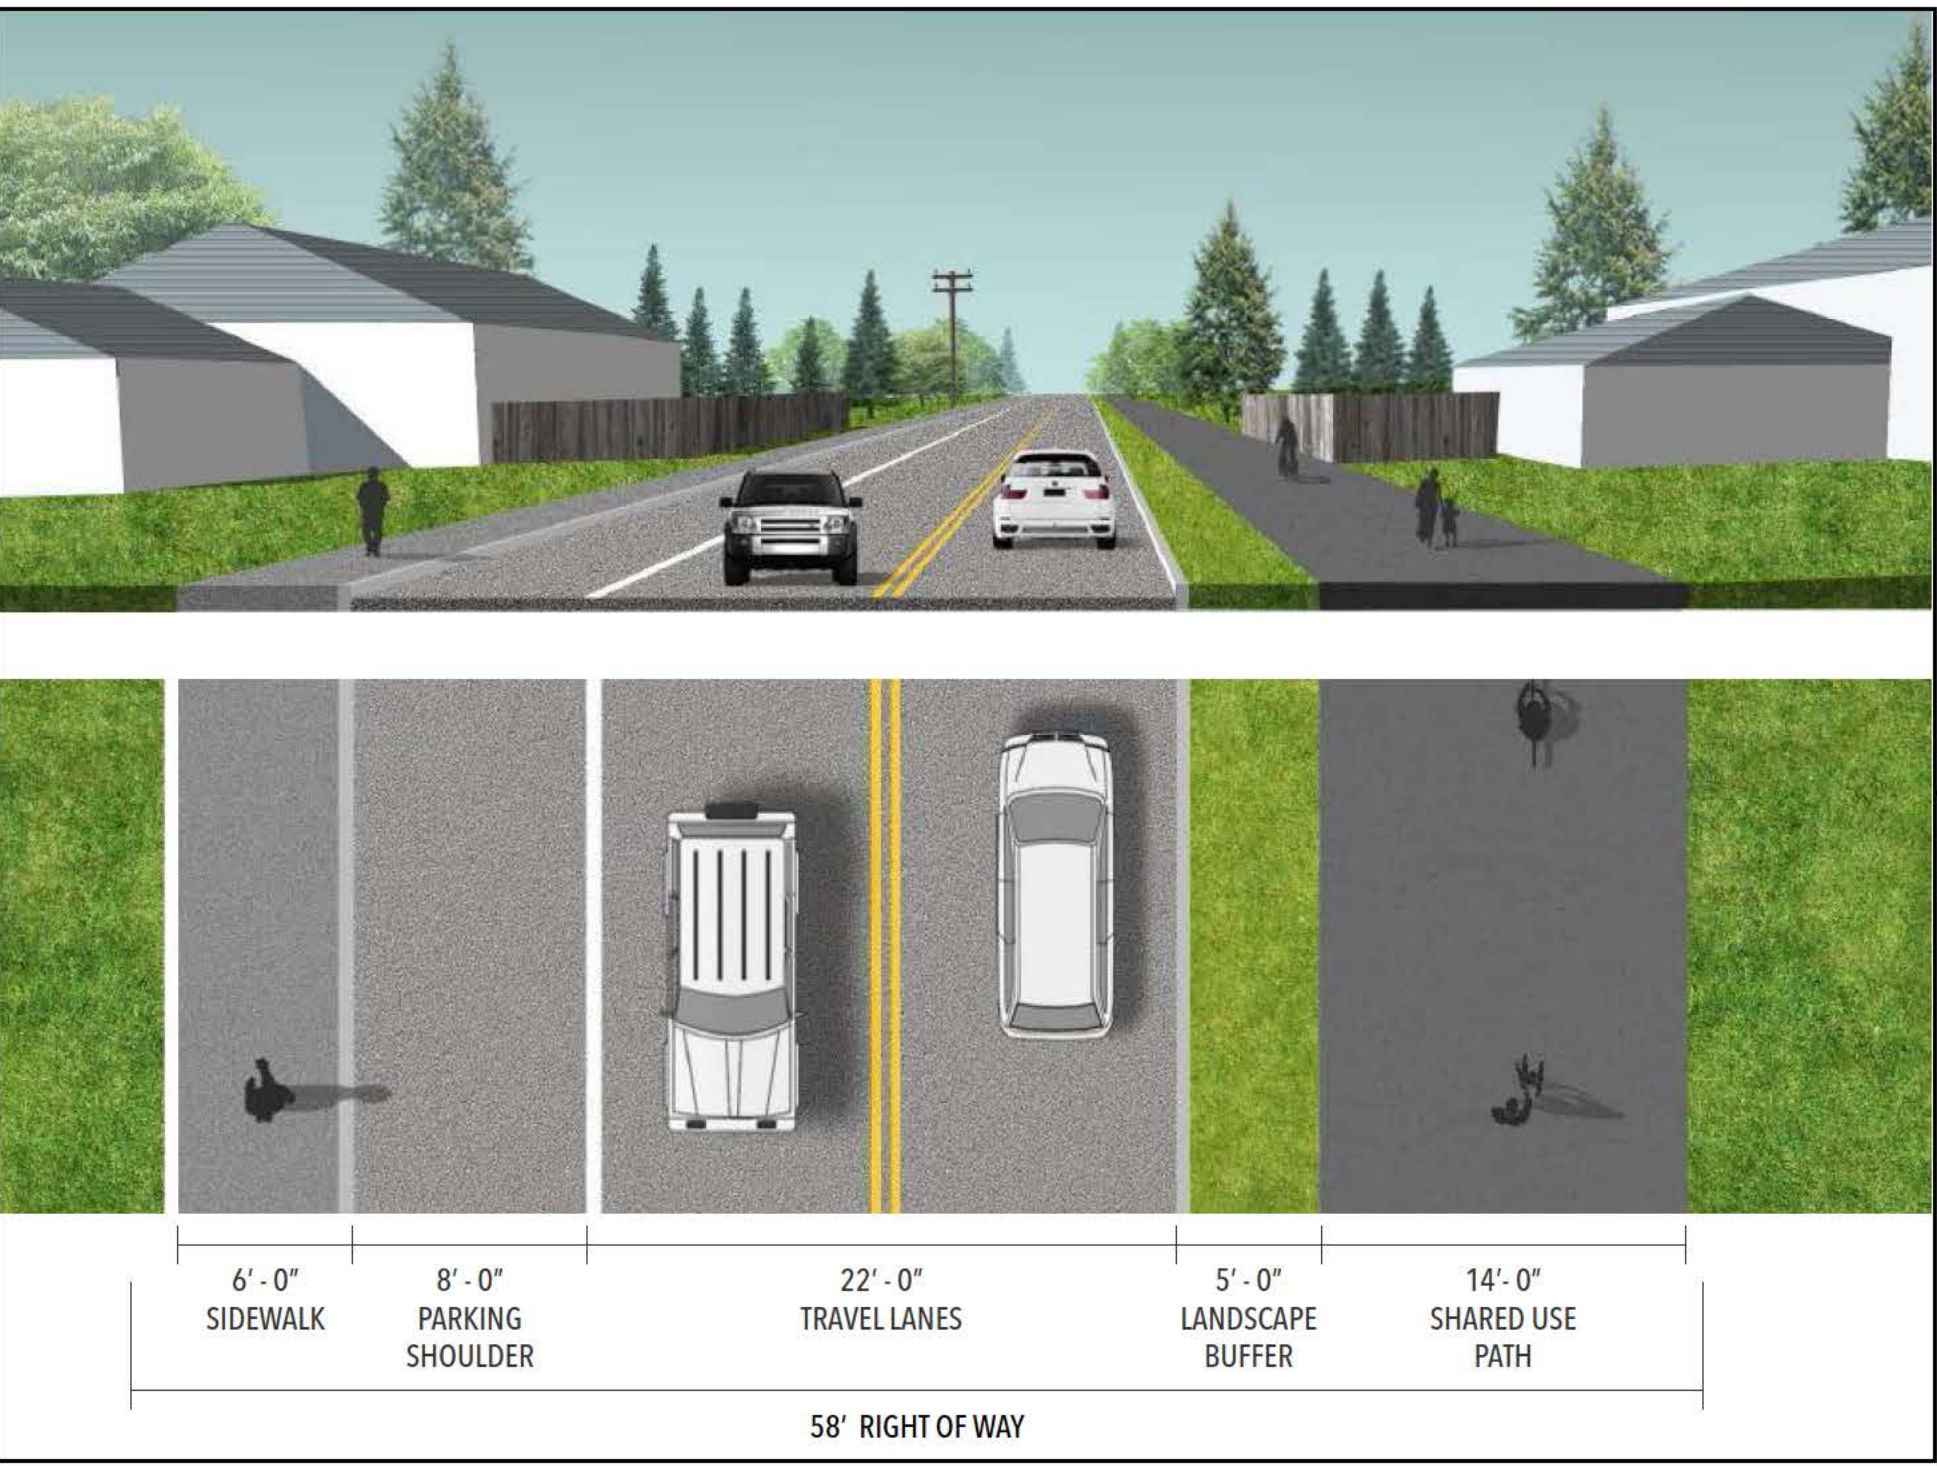 6' - 0"
SIDEWALK
8' - 0"
PARKING
SHOULDER
22' - 0"
TRAVEL LANES
5' - 0"
LANDSCAPE
BUFFER
14'- 0"
SHARED USE
PATH
58' RIGHT OF WAY